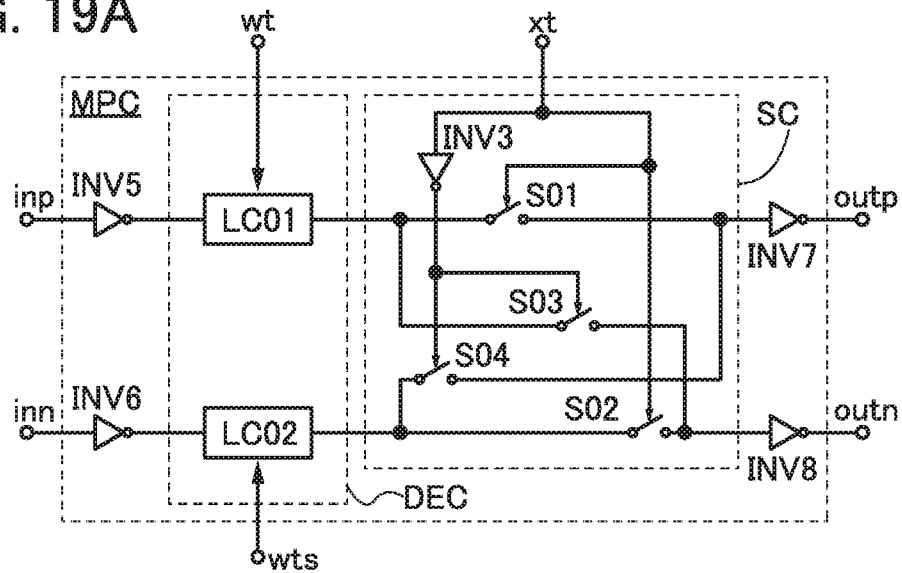 G. 19A
wt
xt
MPC
SC
INV3
inp
INV5
LC01
S01
outp
INV7
S03
S04
inn
INV6
LC02
S02
outn
INV8
DEC
wts